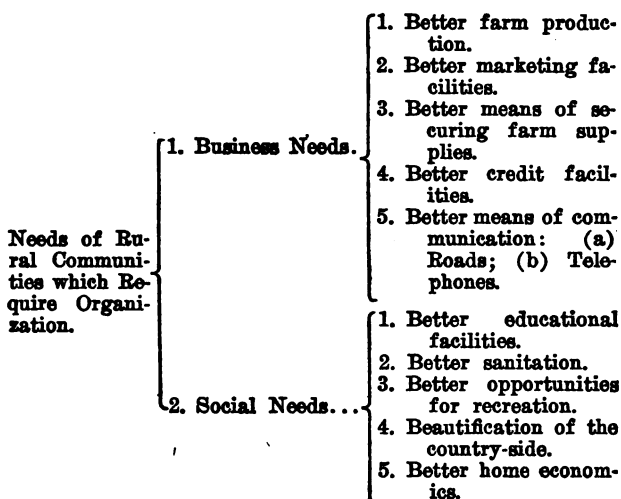 Needs of Ru-
ral Communi-
ties which Re-
quire Organi-
zation.
1. Business Needs.
1. Better farm produc-
tion.
2. Better marketing fa-
cilities.
3. Better means of se-
curing farm sup-
plies.
4. Better credit facil-
ities.
5. Better means of com-
munication: (a)
Roads; (b) Tele-
phones.
2. Social Needs...
1. Better educational
facilities.
2. Better sanitation.
3. Better opportunities
for recreation.
4. Beautification of the
country-side.
5. Better home econom-
ics.